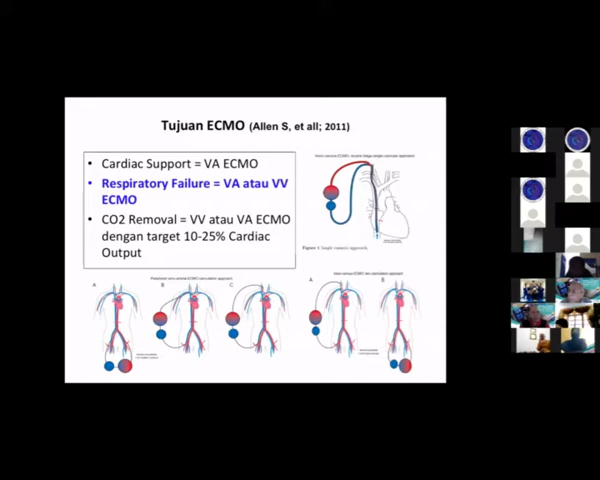 Tujuan ECMO (Allen S, et all; 2011)
• Cardiac Support = VA ECMO
• Respiratory Failure = VA atau VV
ECMO
• CO2 Removal = VV atau VA ECMO
dengan target 10-25% Cardiac
Output
A
B
C
A
B